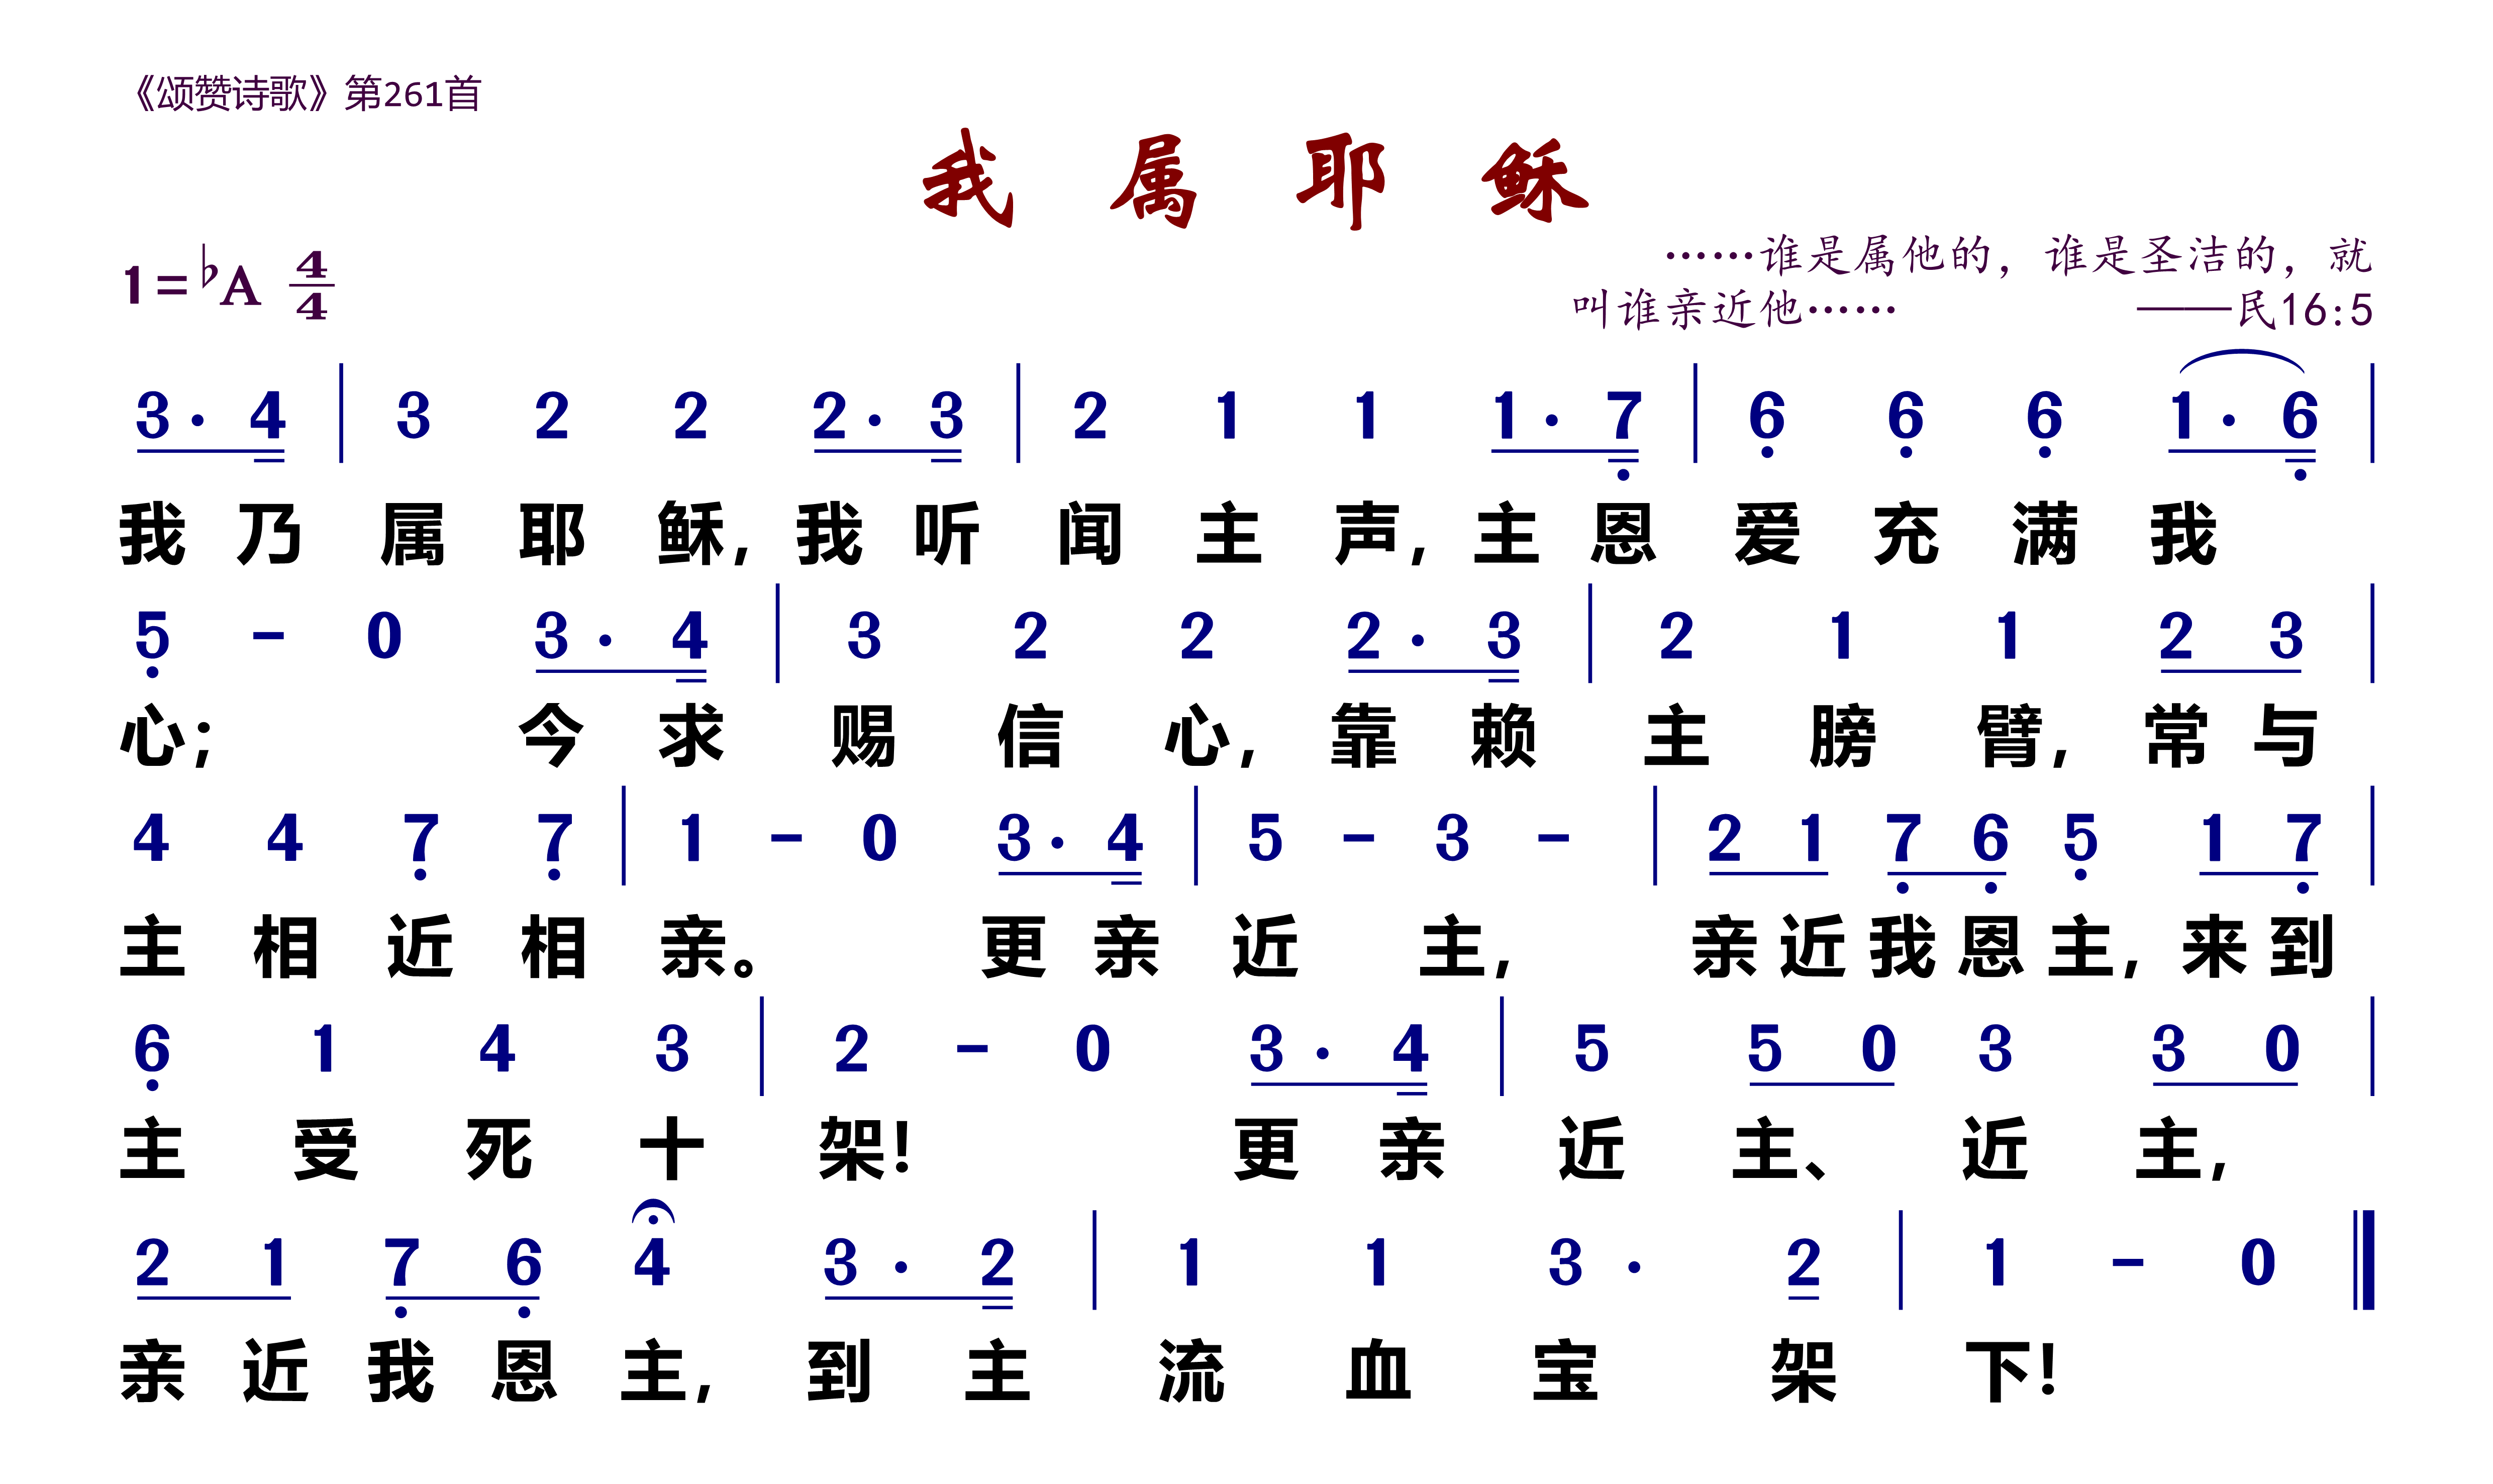 《颂赞诗歌》第261首
我 属 耶 稣
……谁是属他的，谁是圣洁的，就
1=♭A 4/4
叫谁亲近他…… ——民16:5
3· 4 | 3 2 2 2· 3 | 2 1 1 1· 7̣ | 6̣ 6̣ 6̣ 1· 6̣ |
我 乃 属 耶 稣, 我 听 闻 主 声, 主 恩 爱 充 满 我
5̣ - 0 3· 4 | 3 2 2 2· 3 | 2 1 1 2 3 |
心; 今 求 赐 信 心, 靠 赖 主 膀 臂, 常 与
4 4 7̣ 7̣ | 1 - 0 3· 4 | 5 - 3 - | 2 1 7̣ 6̣ 5̣ 1 7̣ |
主 相 近 相 亲。 更 亲 近 主, 亲 近 我 恩 主, 来 到
6̣ 1 4 3 | 2 - 0 3· 4 | 5 5 0 3 3 0 |
主 受 死 十 架! 更 亲 近 主、 近 主,
2 1 7̣ 6̣ 4 3· 2 | 1 1 3· 2 | 1 - 0 ‖
亲 近 我 恩 主, 到 主 流 血 宝 架 下!